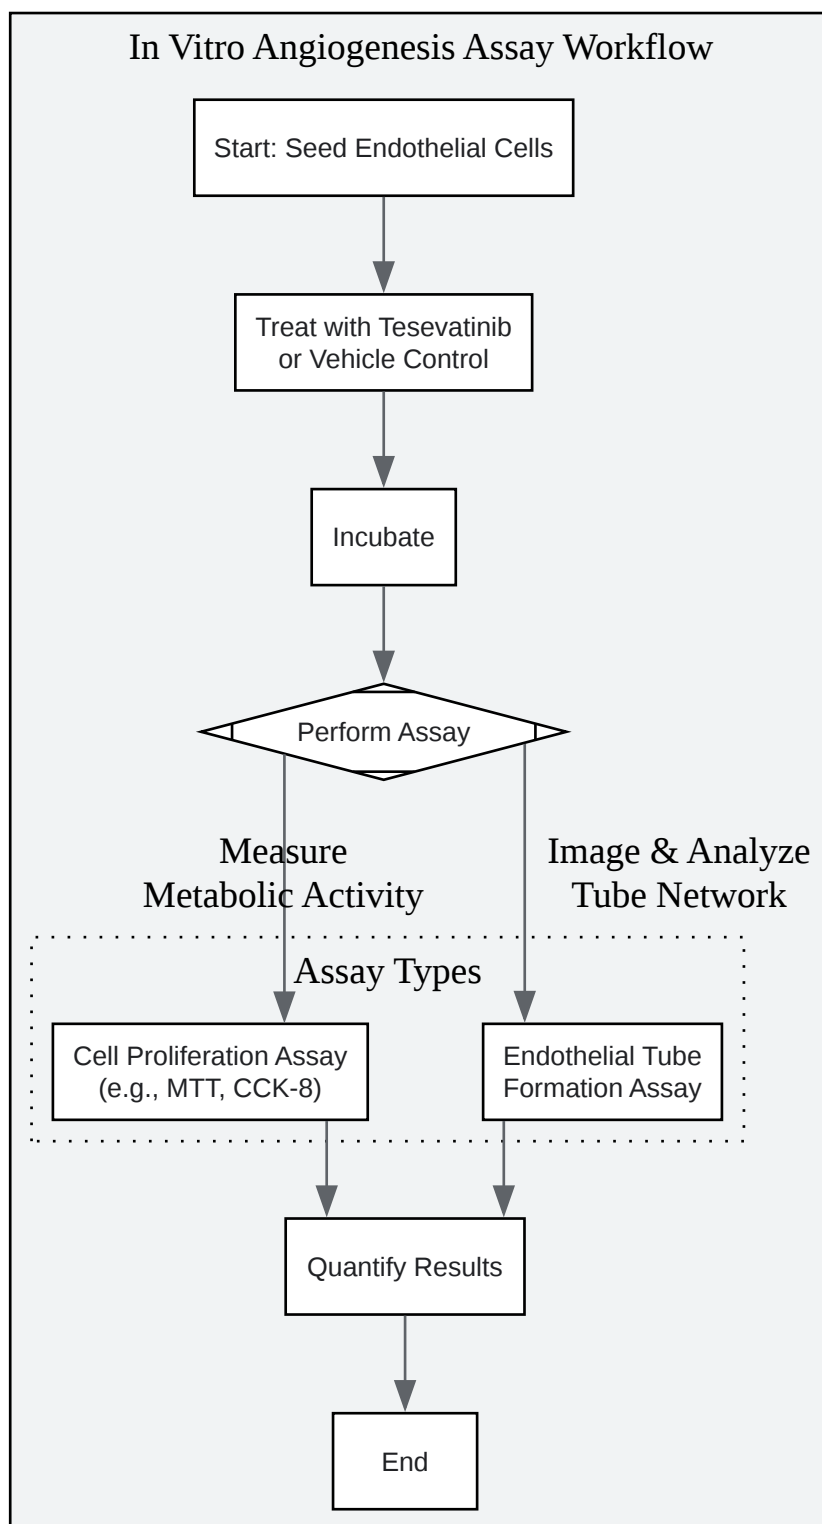 In Vitro Angiogenesis Assay Workflow
Start: Seed Endothelial Cells
Treat with Tesevatinib
or Vehicle Control
Incubate
Perform Assay
Measure
Metabolic Activity
Image & Analyze
Tube Network
Assay Types
Cell Proliferation Assay
(e.g., MTT, CCK-8)
Endothelial Tube
Formation Assay
Quantify Results
End